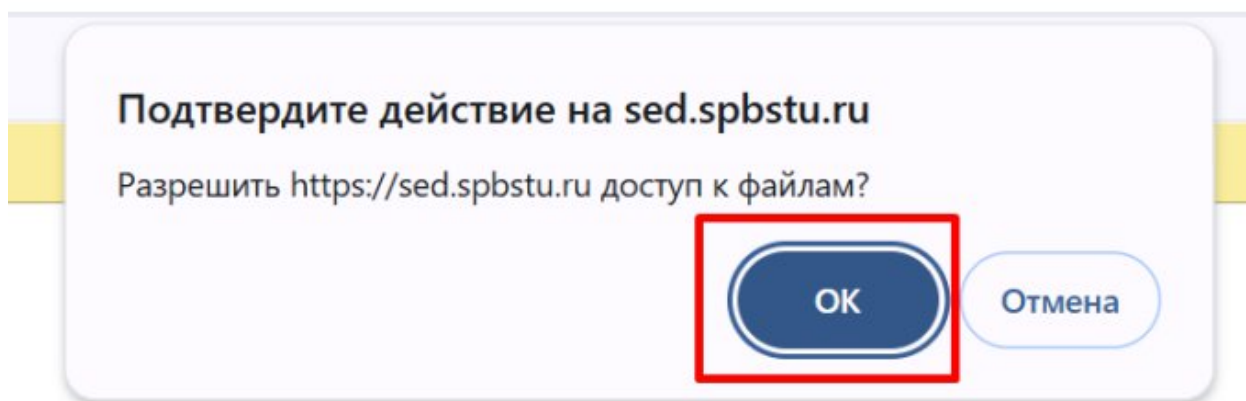 Подтвердите действие на sed.spbstu.ru
Разрешить https://sed.spbstu.ru доступ к файлам?
ОК
Отмена